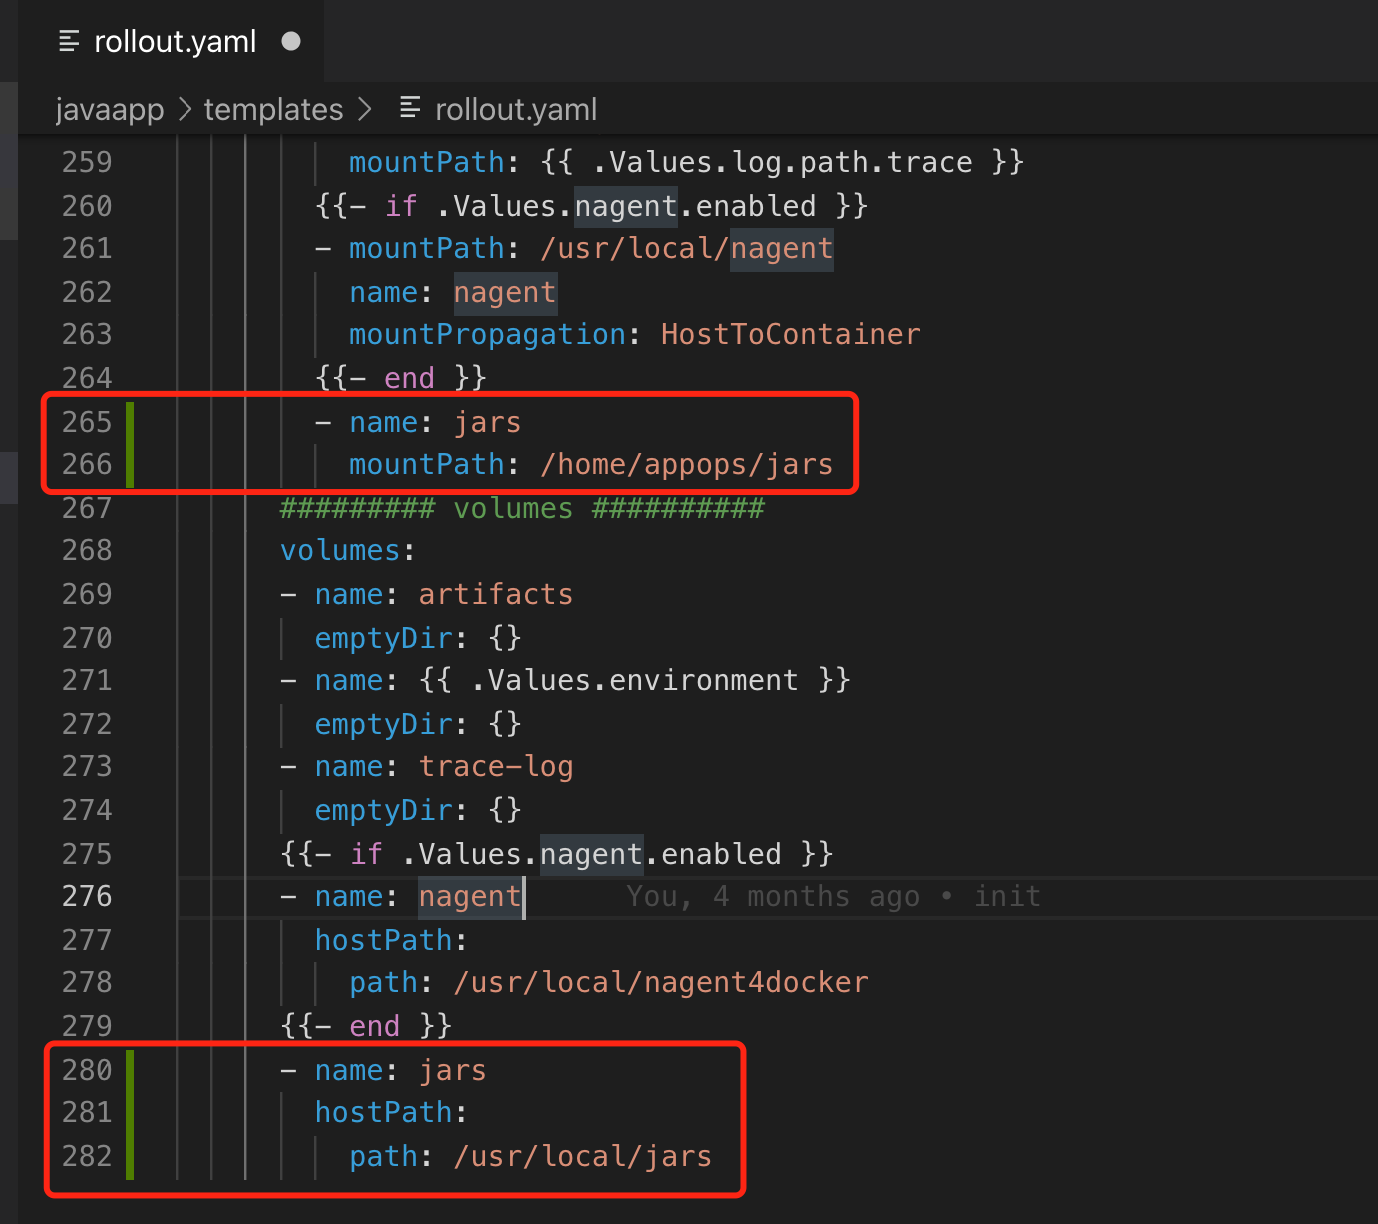 rollout.yaml
javaapp > templates > rollout.yaml
259 mountPath: {{ .Values.log.path.trace }}
260 {{- if .Values.nagent.enabled }}
261 - mountPath: /usr/local/nagent
262 name: nagent
263 mountPropagation: HostToContainer
264 {{- end }}
265 - name: jars
266 mountPath: /home/appops/jars
267 ######### volumes ##########
268 volumes:
269 - name: artifacts
270 emptyDir: {}
271 - name: {{ .Values.environment }}
272 emptyDir: {}
273 - name: trace-log
274 emptyDir: {}
275 {{- if .Values.nagent.enabled }}
276 - name: nagent You, 4 months ago • init
277 hostPath:
278 path: /usr/local/nagent4docker
279 {{- end }}
280 - name: jars
281 hostPath:
282 path: /usr/local/jars